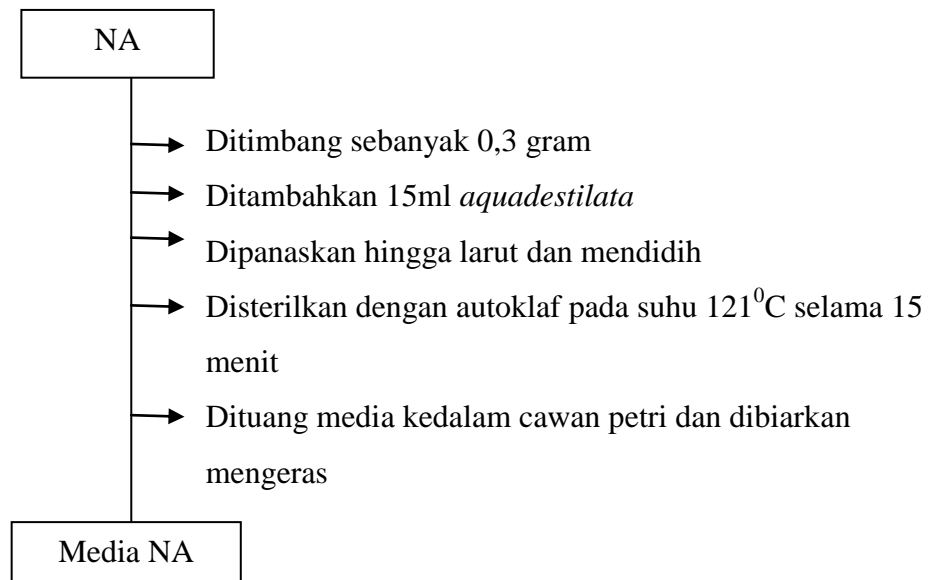 NA
Ditimbang sebanyak 0,3 gram
Ditambahkan 15ml aquadestilata
Dipanaskan hingga larut dan mendidih
Disterilkan dengan autoklaf pada suhu 121⁰C selama 15
menit
Dituang media kedalam cawan petri dan dibiarkan
mengeras
Media NA